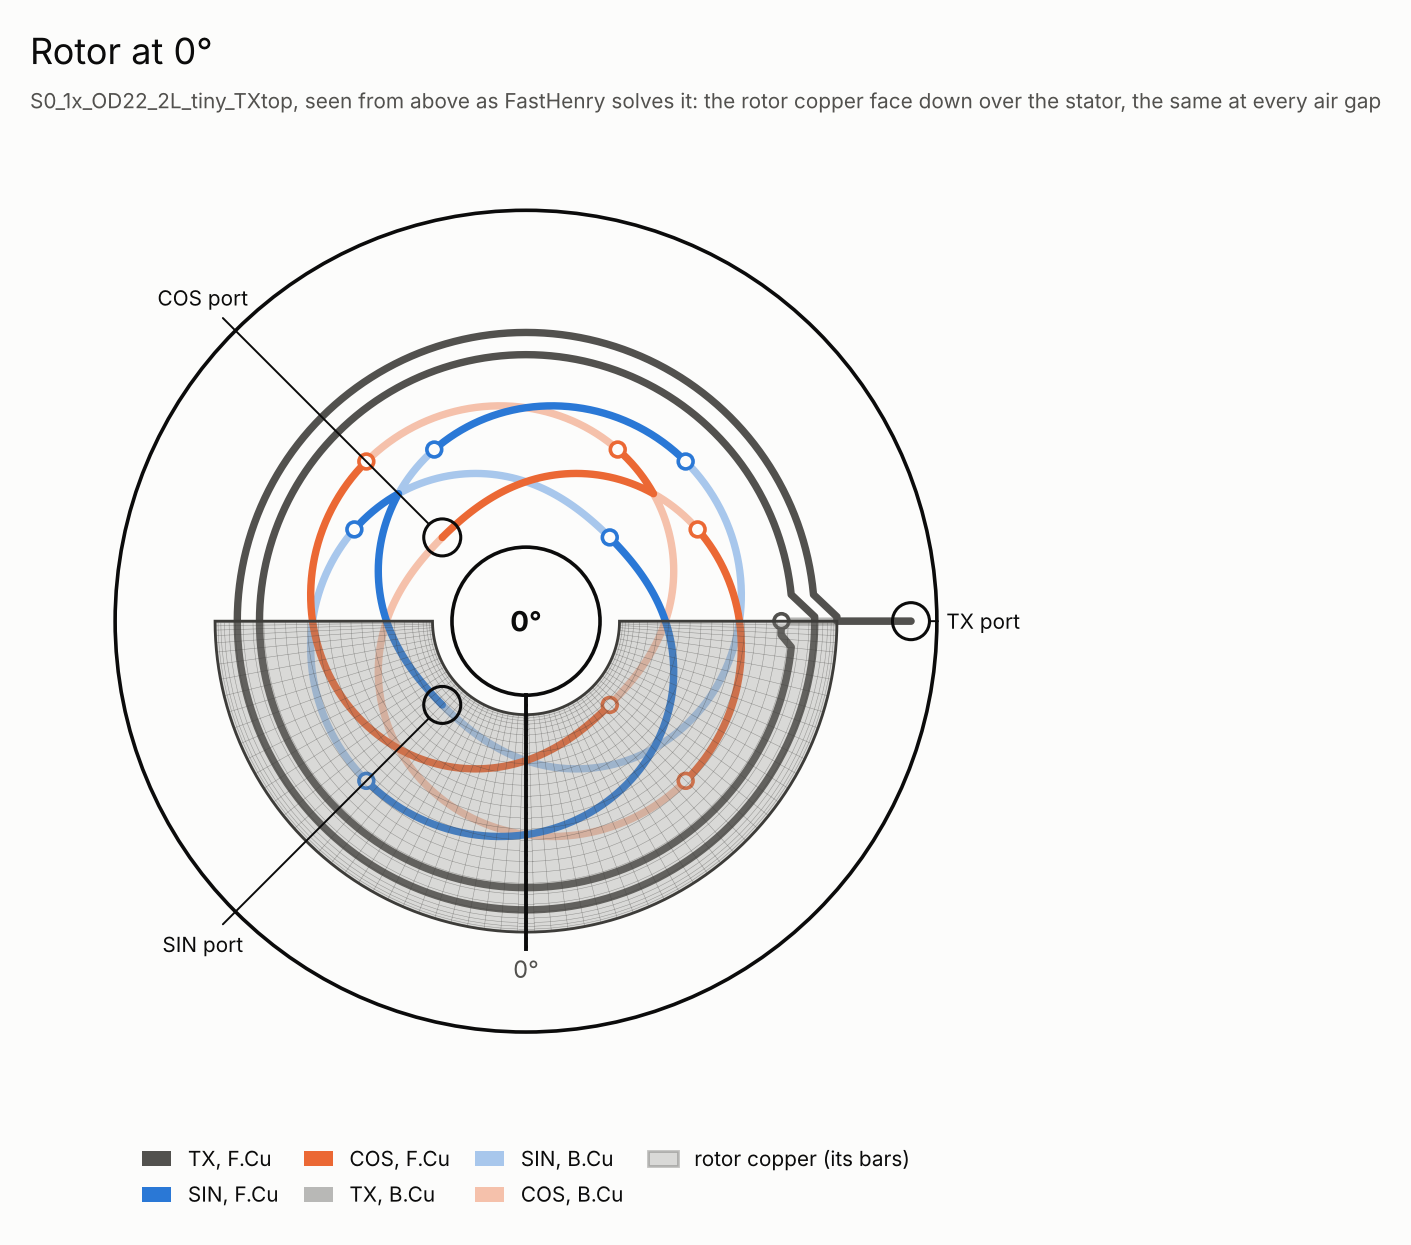 Rotor at 0°
S0_1x_OD22_2L_tiny_TXtop, seen from above as FastHenry solves it: the rotor copper face down over the stator, the same at every air gap
COS port
0°
TX port
SIN port
0°
TX, F.Cu
COS, F.Cu
SIN, B.Cu
rotor copper (its bars)
SIN, F.Cu
TX, B.Cu
COS, B.Cu